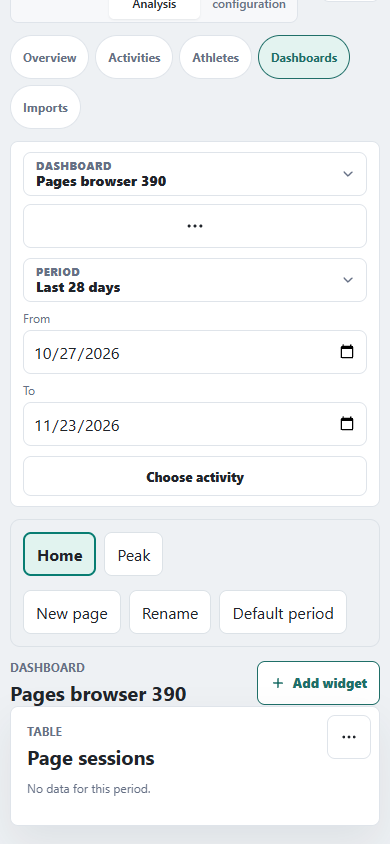 Analysis
configuration
Overview
Activities
Athletes
Dashboards
Imports
DASHBOARD
Pages browser 390
...
PERIOD
Last 28 days
From
10/27/2026
To
11/23/2026
Choose activity
Home
Peak
New page
Rename
Default period
DASHBOARD
Pages browser 390
+ Add widget
TABLE
...
Page sessions
No data for this period.